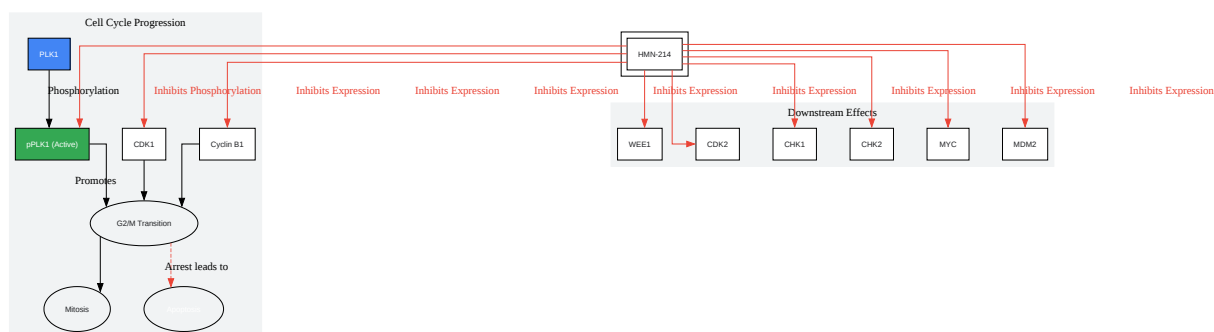 Cell Cycle Progression
PLK1
HMN-214
Phosphorylation
Inhibits Phosphorylation
Inhibits Expression
Inhibits Expression
Inhibits Expression
Inhibits Expression
Inhibits Expression
Inhibits Expression
Inhibits Expression
Inhibits Expression
Downstream Effects
pPLK1 (Active)
CDK1
Cyclin B1
WEE1
CDK2
CHK1
CHK2
MYC
MDM2
Promotes
G2/M Transition
Arrest leads to
Mitosis